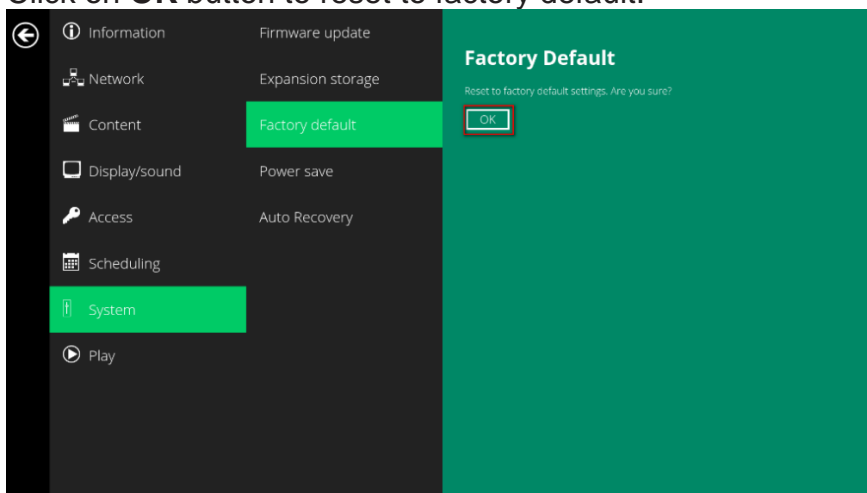 Click on OK button to reset to factory default.
Information
Network
Content
Display/sound
Access
Scheduling
System
Play
Firmware update
Expansion storage
Factory default
Power save
Auto Recovery
Factory Default
Reset to factory default settings. Are you sure?
OK